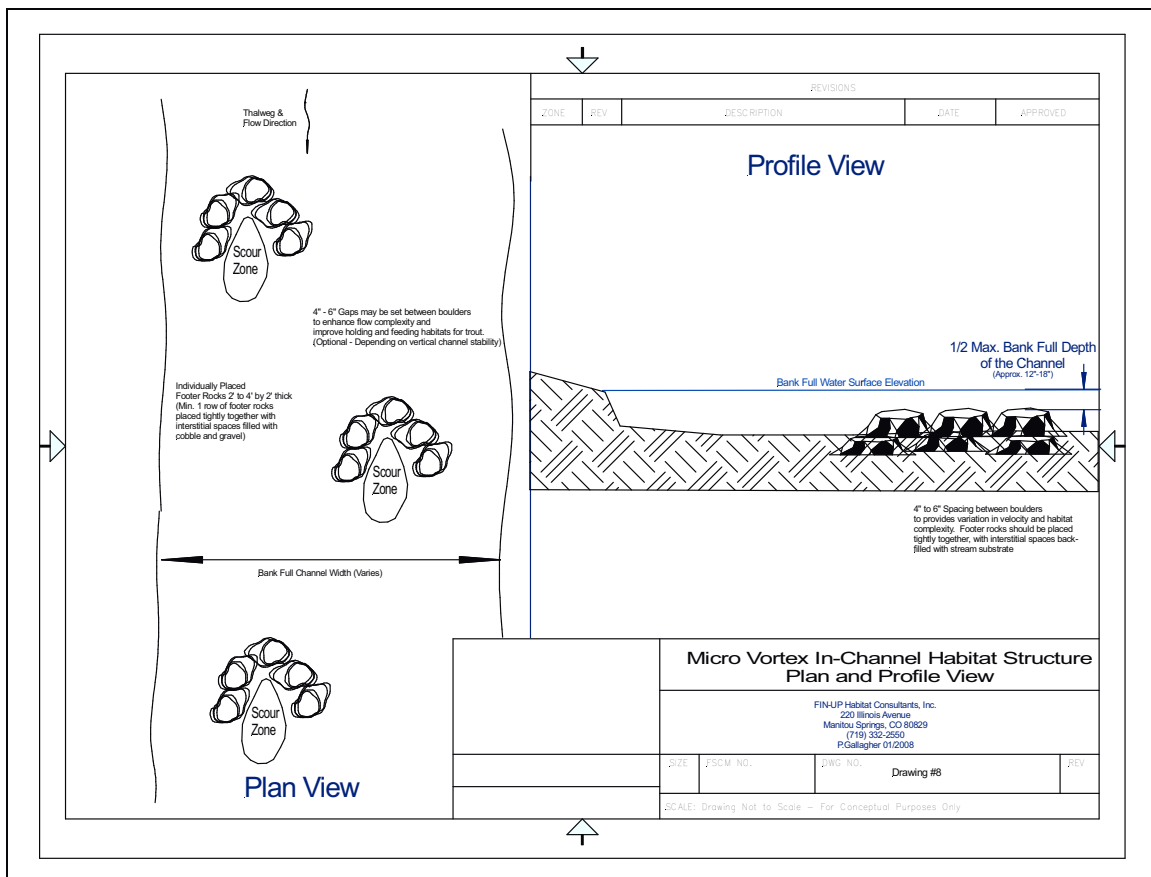 Thalweg &
Flow Direction
Scour
Zone
4" - 6" Gaps may be set between boulders
to enhance flow complexity and
improve holding and feeding habitats for trout.
(Optional - Depending on vertical channel stability)
Individually Placed
Footer Rocks 2' to 4' by 2' thick
(Min. 1 row of footer rocks
placed tightly together with
interstitial spaces filled with
cobble and gravel)
Scour
Zone
Bank Full Channel Width (Varies)
Scour
Zone
Plan View
REVISIONS
ZONE REV DESCRIPTION DATE APPROVED
Profile View
1/2 Max. Bank Full Depth
of the Channel
(Approx. 12"-18")
Bank Full Water Surface Elevation
4" to 6" Spacing between boulders
to provides variation in velocity and habitat
complexity. Footer rocks should be placed
tightly together, with interstitial spaces back-
filled with stream substrate
Micro Vortex In-Channel Habitat Structure
Plan and Profile View
FIN-UP Habitat Consultants, Inc.
220 Illinois Avenue
Manitou Springs, CO 80829
(719) 332-2550
P.Gallagher 01/2008
SIZE FSCM NO. DWG NO. REV
Drawing #8
SCALE: Drawing Not to Scale - For Conceptual Purposes Only